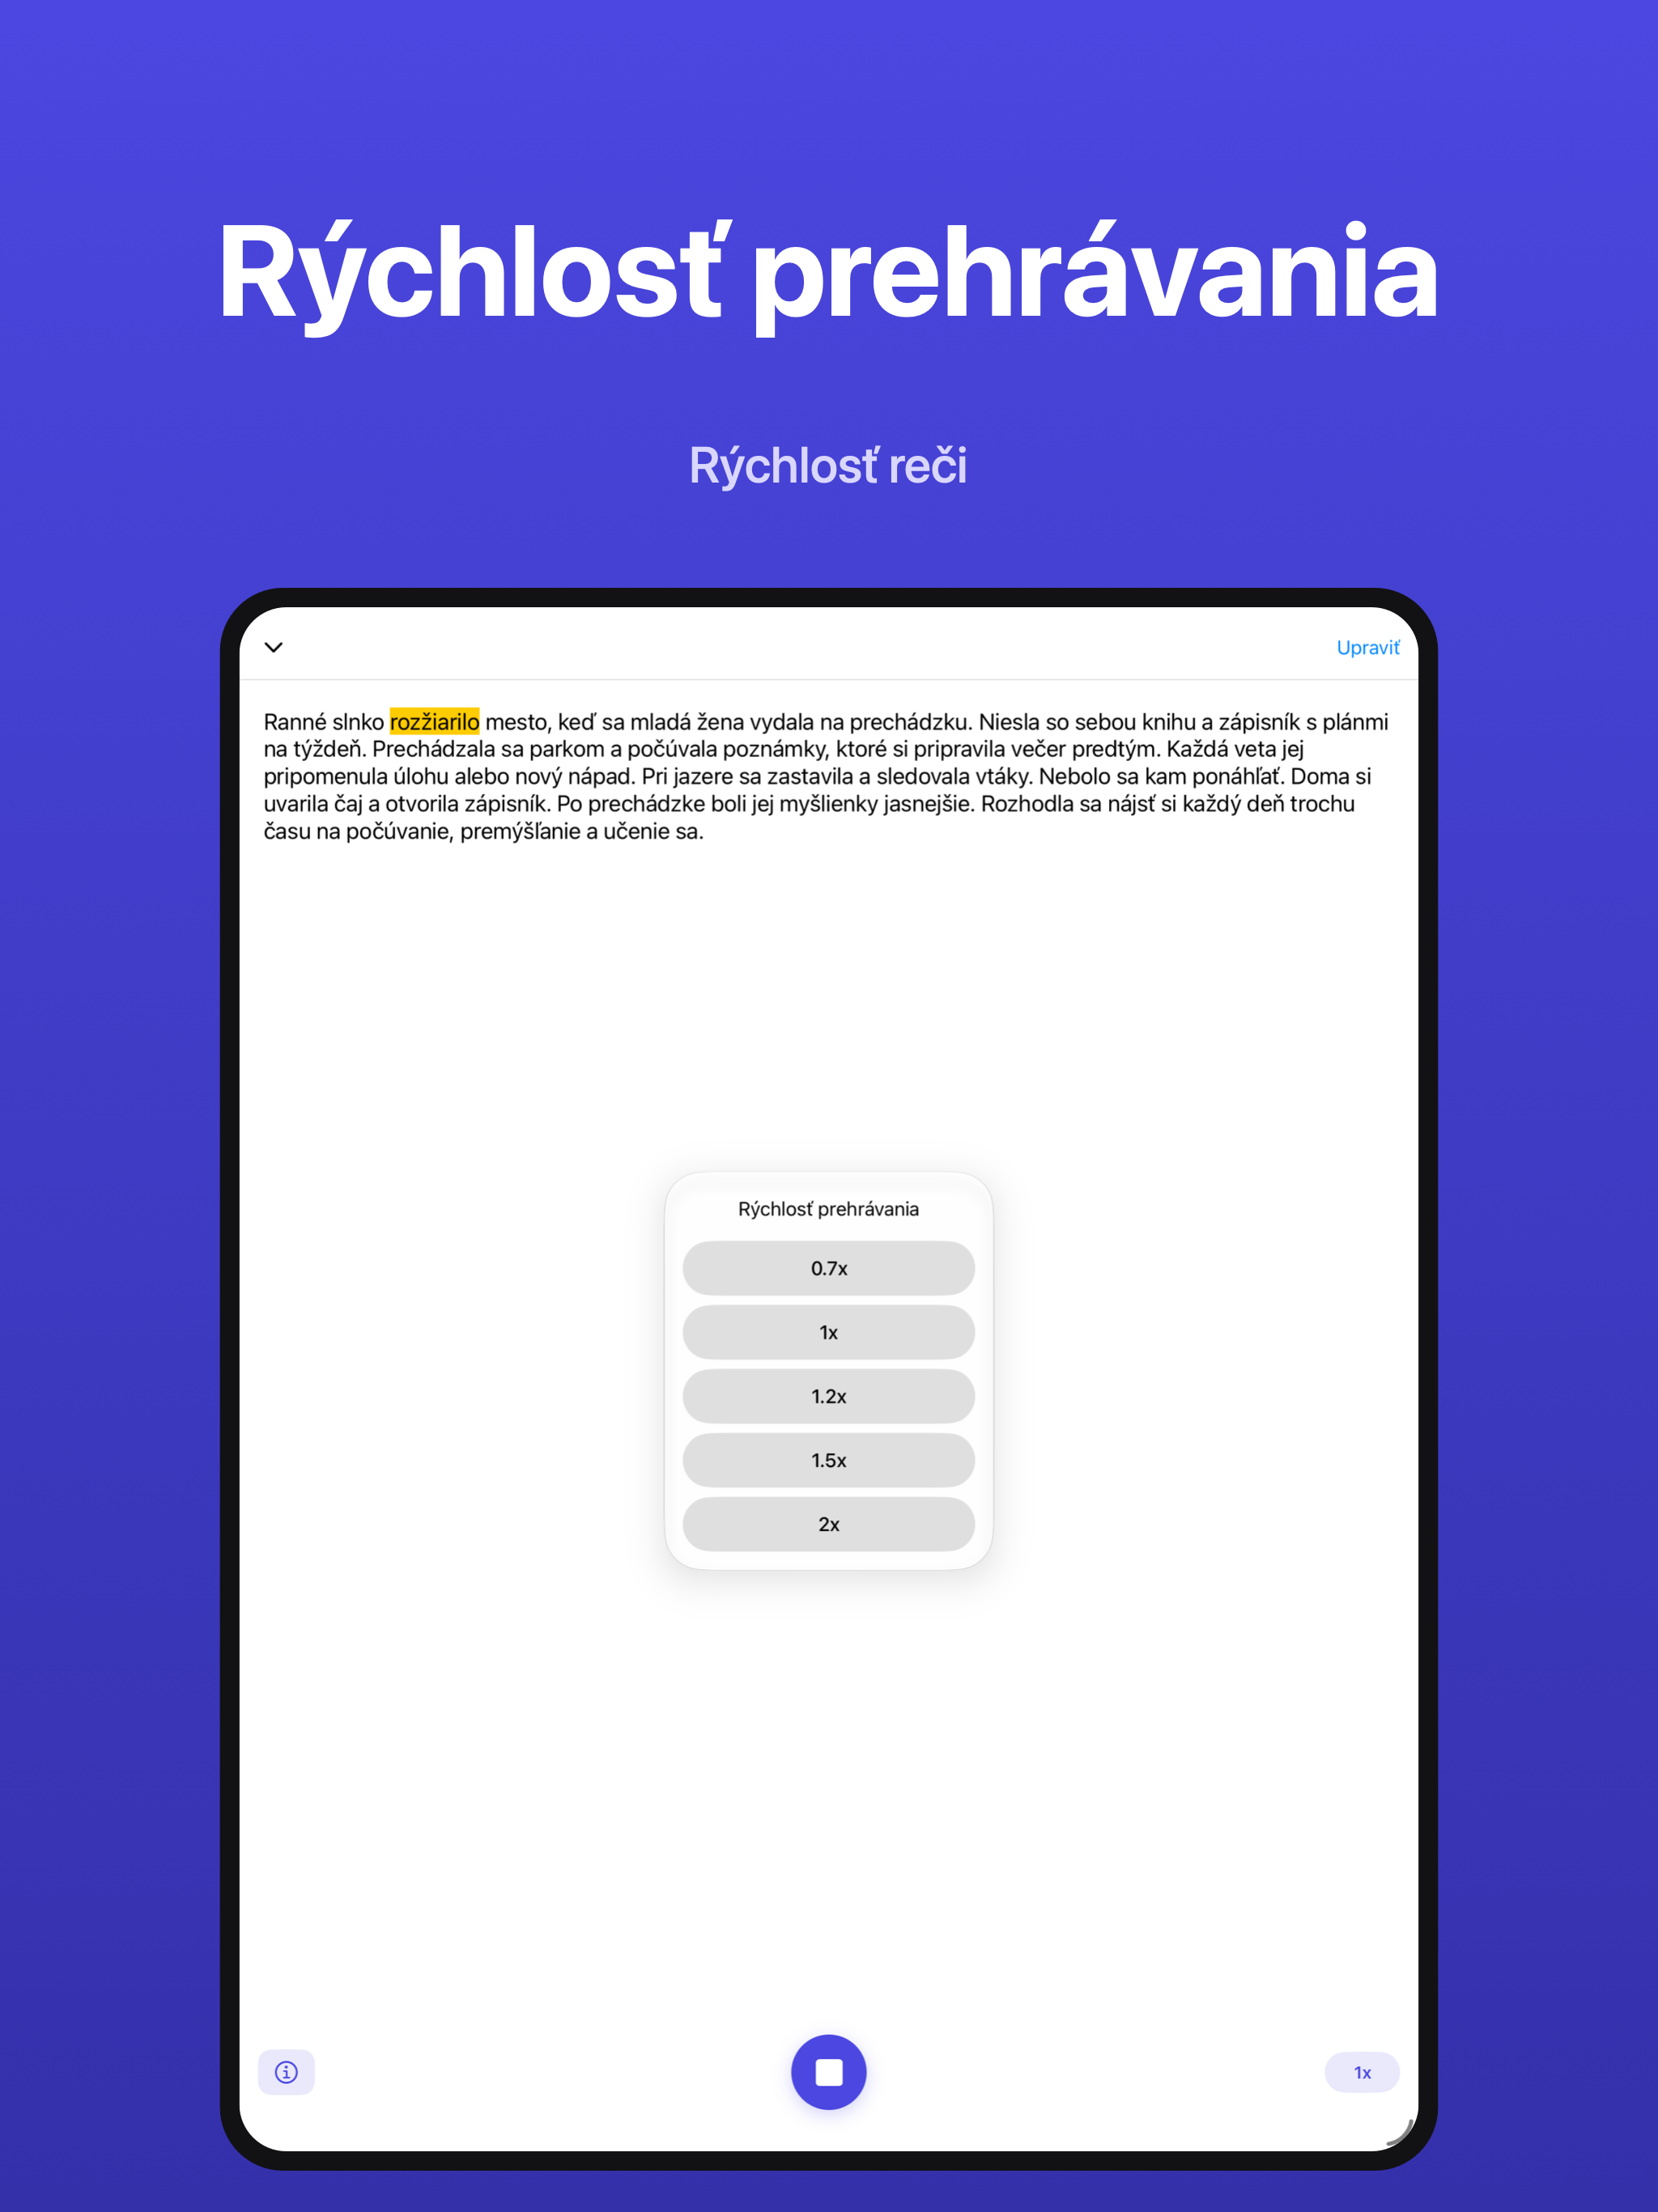 Rýchlosť prehrávania
Rýchlosť reči
Upraviť
Ranné slnko rozžiarilo mesto, keď sa mladá žena vydala na prechádzku. Niesla so sebou knihu a zápisník s plánmi
na týždeň. Prechádzala sa parkom a počúvala poznámky, ktoré si pripravila večer predtým. Každá veta jej
pripomenula úlohu alebo nový nápad. Pri jazere sa zastavila a sledovala vtáky. Nebolo sa kam ponáhľať. Doma si
uvarila čaj a otvorila zápisník. Po prechádzke boli jej myšlienky jasnejšie. Rozhodla sa nájsť si každý deň trochu
času na počúvanie, premýšľanie a učenie sa.
Rýchlosť prehrávania
0.7x
1x
1.2x
1.5x
2x
1x